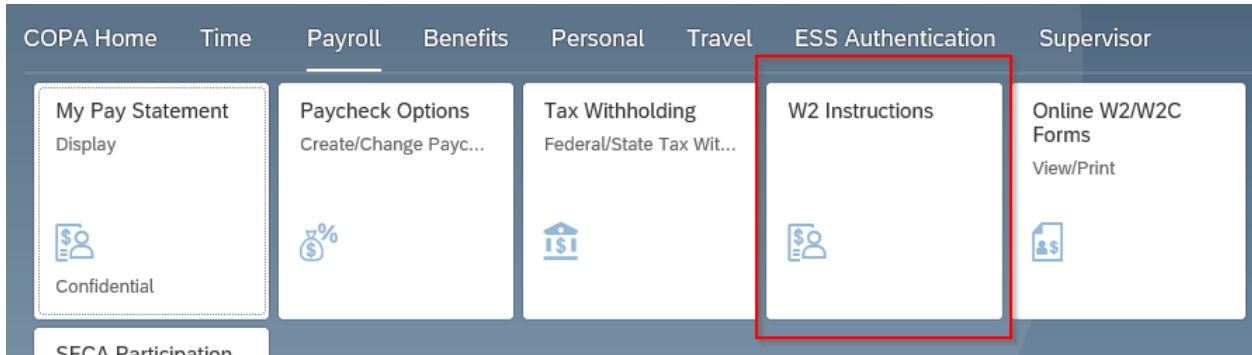 COPA Home Time Payroll Benefits Personal Travel ESS Authentication Supervisor
My Pay Statement
Display
Confidential
Paycheck Options
Create/Change Payc...
Tax Withholding
Federal/State Tax Wit...
W2 Instructions
Online W2/W2C
Forms
View/Print
SECA Participation